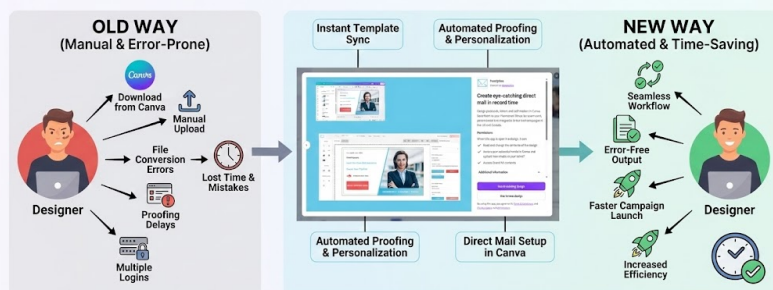 OLD WAY
(Manual & Error-Prone)
Canva
Download
from Canva
Manual
Upload
File
Conversion
Errors
Lost Time &
Mistakes
Designer
Proofing
Delays
Multiple
Logins
Instant Template
Sync
Automated Proofing
& Personalization
Create eye-catching direct
mail in record time
Additional Information
Automated Proofing
& Personalization
Direct Mail Setup
in Canva
NEW WAY
(Automated & Time-Saving)
Seamless
Workflow
Error-Free
Output
Faster Campaign
Launch
Increased
Efficiency
Designer